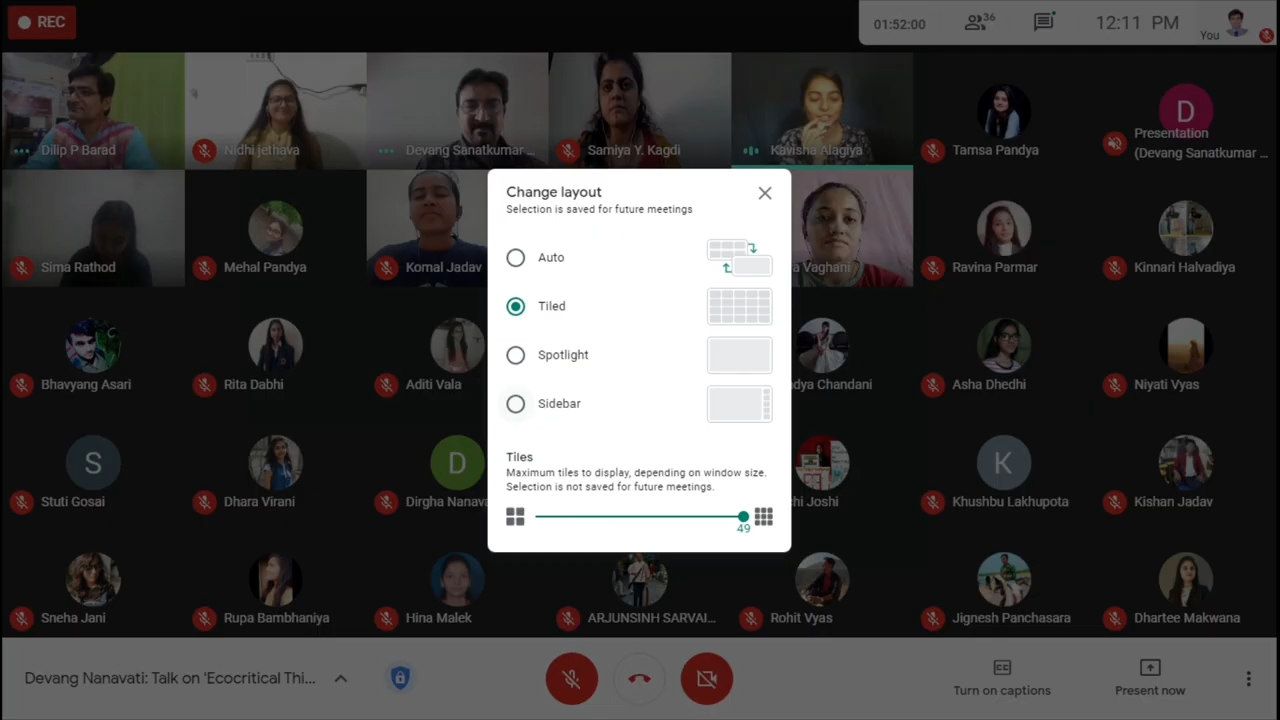 REC
01:52:00
36
12:11 PM
You
Dilip P Barad
Nidhi jethava
Devang Sanatkumar ...
Samiya Y. Kagdi
Kavisha Alagiya
Tamsa Pandya
D
Presentation
(Devang Sanatkumar ...
Sima Rathod
Mehal Pandya
Komal Jadav
Vaghani
Ravina Parmar
Kinnari Halvadiya
Bhavyang Asari
Rita Dabhi
Aditi Vala
Chandani
Asha Dhedhi
Niyati Vyas
S
Stuti Gosai
Dhara Virani
D
Dirgha Nanava
Joshi
K
Khushbu Lakhupota
Kishan Jadav
Sneha Jani
Rupa Bambhaniya
Hina Malek
ARJUNSINH SARVAI...
Rohit Vyas
Jignesh Panchasara
Dhartee Makwana
Change layout
Selection is saved for future meetings
Auto
Tiled
Spotlight
Sidebar
Tiles
Maximum tiles to display, depending on window size.
Selection is not saved for future meetings.
49
Devang Nanavati: Talk on 'Ecocritical Thi...
CC
Turn on captions
Present now